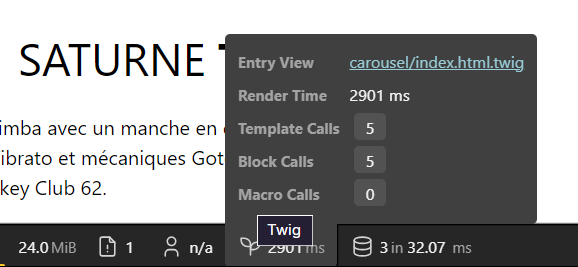 SATURNE
Entry View carousel/index.html.twig
Render Time 2901 ms
Template Calls 5
imba avec un manche en
Block Calls 5
ibrato et mécaniques
Macro Calls 0
key Club 62.
Twig
24.0 MiB 1 n/a 2901 ms 3 in 32.07 ms